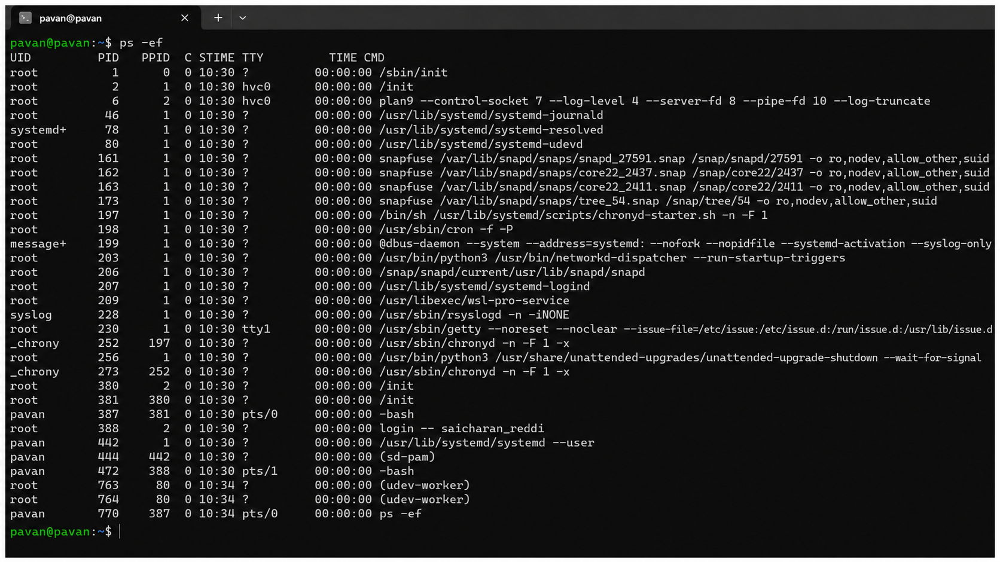 pavan@pavan
pavan@pavan:~$ ps -ef
UID          PID    PPID  C STIME TTY          TIME CMD
root           1       0  0 10:30 ?        00:00:00 /sbin/init
root           2       1  0 10:30 hvc0     00:00:00 /init
root           6       2  0 10:30 hvc0     00:00:00 plan9 --control-socket 7 --log-level 4 --server-fd 8 --pipe-fd 10 --log-truncate
root          46       1  0 10:30 ?        00:00:00 /usr/lib/systemd/systemd-journald
systemd+      78       1  0 10:30 ?        00:00:00 /usr/lib/systemd/systemd-resolved
root          80       1  0 10:30 ?        00:00:00 /usr/lib/systemd/systemd-udevd
root         161       1  0 10:30 ?        00:00:00 snapfuse /var/lib/snapd/snaps/snapd_27591.snap /snap/snapd/27591 -o ro,nodev,allow_other,suid
root         162       1  0 10:30 ?        00:00:00 snapfuse /var/lib/snapd/snaps/core22_2437.snap /snap/core22/2437 -o ro,nodev,allow_other,suid
root         163       1  0 10:30 ?        00:00:00 snapfuse /var/lib/snapd/snaps/core22_2411.snap /snap/core22/2411 -o ro,nodev,allow_other,suid
root         173       1  0 10:30 ?        00:00:00 snapfuse /var/lib/snapd/snaps/tree_54.snap /snap/tree/54 -o ro,nodev,allow_other,suid
root         197       1  0 10:30 ?        00:00:00 /bin/sh /usr/lib/systemd/scripts/chronyd-starter.sh -n -F 1
root         198       1  0 10:30 ?        00:00:00 /usr/sbin/cron -f -P
message+     199       1  0 10:30 ?        00:00:00 @dbus-daemon --system --address=systemd: --nofork --nopidfile --systemd-activation --syslog-only
root         203       1  0 10:30 ?        00:00:00 /usr/bin/python3 /usr/bin/networkd-dispatcher --run-startup-triggers
root         206       1  0 10:30 ?        00:00:00 /snap/snapd/current/usr/lib/snapd/snapd
root         207       1  0 10:30 ?        00:00:00 /usr/lib/systemd/systemd-logind
root         209       1  0 10:30 ?        00:00:00 /usr/libexec/wsl-pro-service
syslog       228       1  0 10:30 ?        00:00:00 /usr/sbin/rsyslogd -n -iNONE
root         230       1  0 10:30 tty1     00:00:00 /usr/sbin/getty --noreset --noclear --issue-file=/etc/issue:/etc/issue.d:/run/issue.d:/usr/lib/issue.d
_chrony      252     197  0 10:30 ?        00:00:00 /usr/sbin/chronyd -n -F 1 -x
root         256       1  0 10:30 ?        00:00:00 /usr/bin/python3 /usr/share/unattended-upgrades/unattended-upgrade-shutdown --wait-for-signal
_chrony      273     252  0 10:30 ?        00:00:00 /usr/sbin/chronyd -n -F 1 -x
root         380       2  0 10:30 ?        00:00:00 /init
root         381     380  0 10:30 ?        00:00:00 /init
pavan        387     381  0 10:30 pts/0    00:00:00 -bash
root         388       2  0 10:30 ?        00:00:00 login -- saicharan_reddi
pavan        442       1  0 10:30 ?        00:00:00 /usr/lib/systemd/systemd --user
pavan        444     442  0 10:30 ?        00:00:00 (sd-pam)
pavan        472     388  0 10:30 pts/1    00:00:00 -bash
root         763      80  0 10:34 ?        00:00:00 (udev-worker)
root         764      80  0 10:34 ?        00:00:00 (udev-worker)
pavan        770     387  0 10:34 pts/0    00:00:00 ps -ef
pavan@pavan:~$